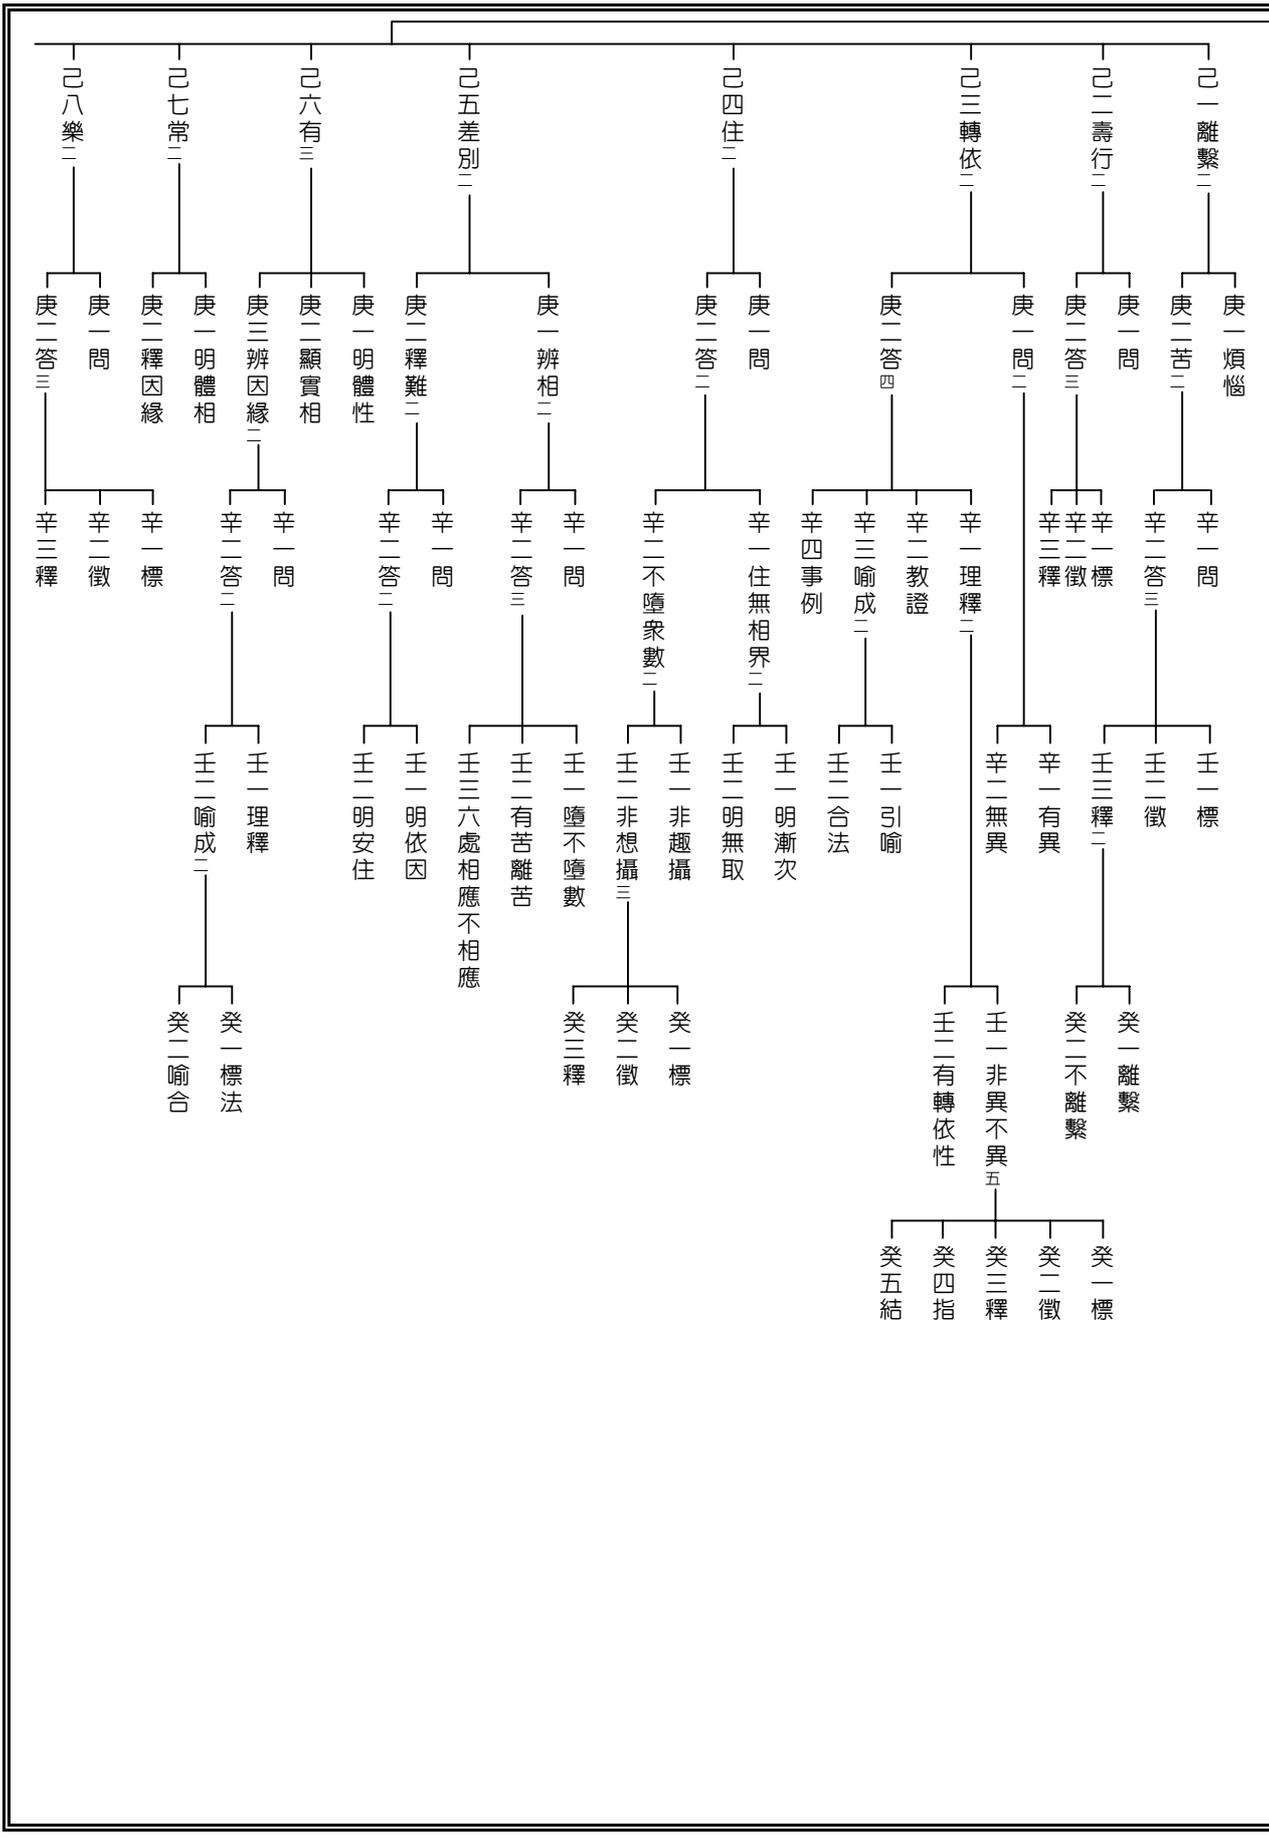 己一離繫二
己二壽行二
己三轉依二
己四住二
己五差別二
己六有三
己七常二
己八樂二
庚一煩惱
庚二苦二
庚一問
庚二答三
庚一問二
庚二答四
庚一問
庚二答二
庚一辨相二
庚二釋難二
庚一明體性
庚二顯實相
庚三辨因緣二
庚一明體相
庚二釋因緣
庚一問
庚二答三
辛一問
辛二答三
辛一標
辛二徵
辛三釋
辛一理釋二
辛二教證
辛三喻成二
辛四事例
辛一住無相界二
辛二不墮衆數二
辛一問
辛二答三
辛一問
辛二答二
辛一問
辛二答二
辛一標
辛二徵
辛三釋
壬一標
壬二徵
壬三釋二
辛一有異
辛二無異
壬一引喻
壬二合法
壬一明漸次
壬二明無取
壬一非趣攝
壬二非想攝三
壬一墮不墮數
壬二有苦離苦
壬三六處相應不相應
壬一明依因
壬二明安住
壬一理釋
壬二喻成二
癸一離繫
癸二不離繫
壬一非異不異五
壬二有轉依性
癸一標
癸二徵
癸三釋
癸一標法
癸二喻合
癸一標
癸二徵
癸三釋
癸四指
癸五結